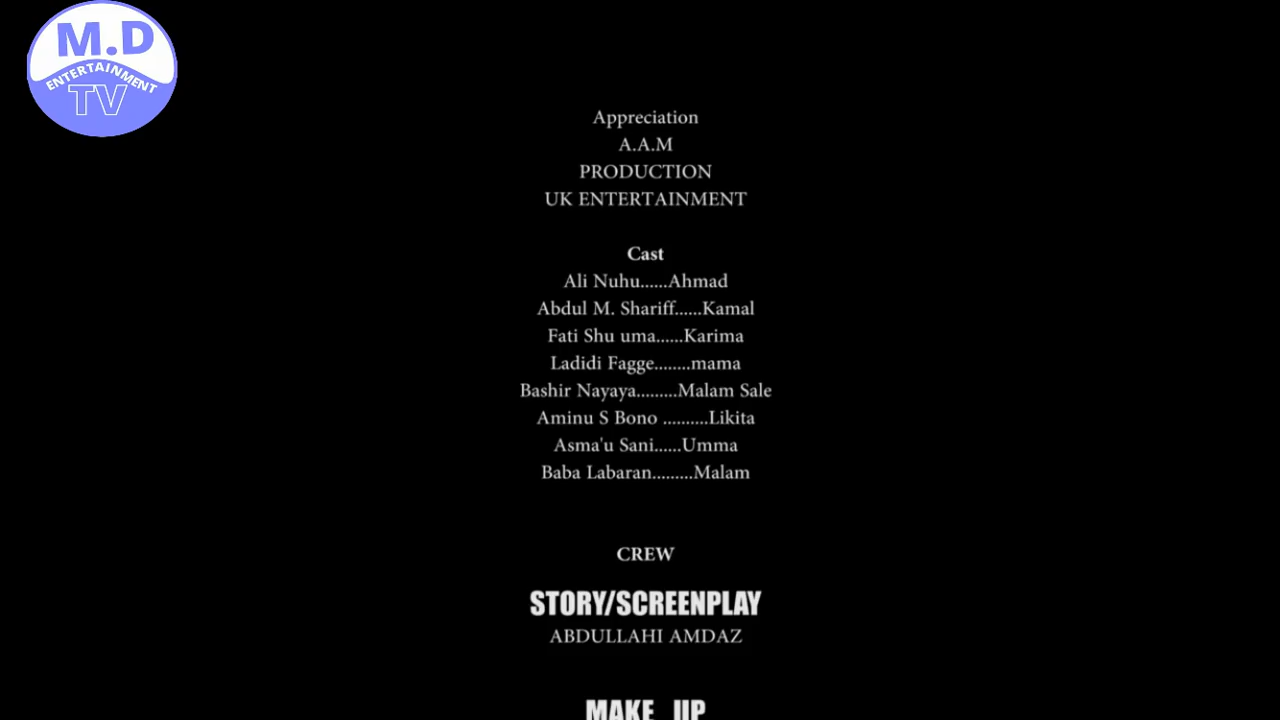 M.D
ENTERTAINMENT
TV
Appreciation
A.A.M
PRODUCTION
UK ENTERTAINMENT
Cast
Ali Nuhu......Ahmad
Abdul M. Shariff......Kamal
Fati Shu uma......Karima
Ladidi Fagge........mama
Bashir Nayaya.........Malam Sale
Aminu S Bono ..........Likita
Asma'u Sani......Umma
Baba Labaran.........Malam
CREW
STORY/SCREENPLAY
ABDULLAHI AMDAZ
MAKE UP